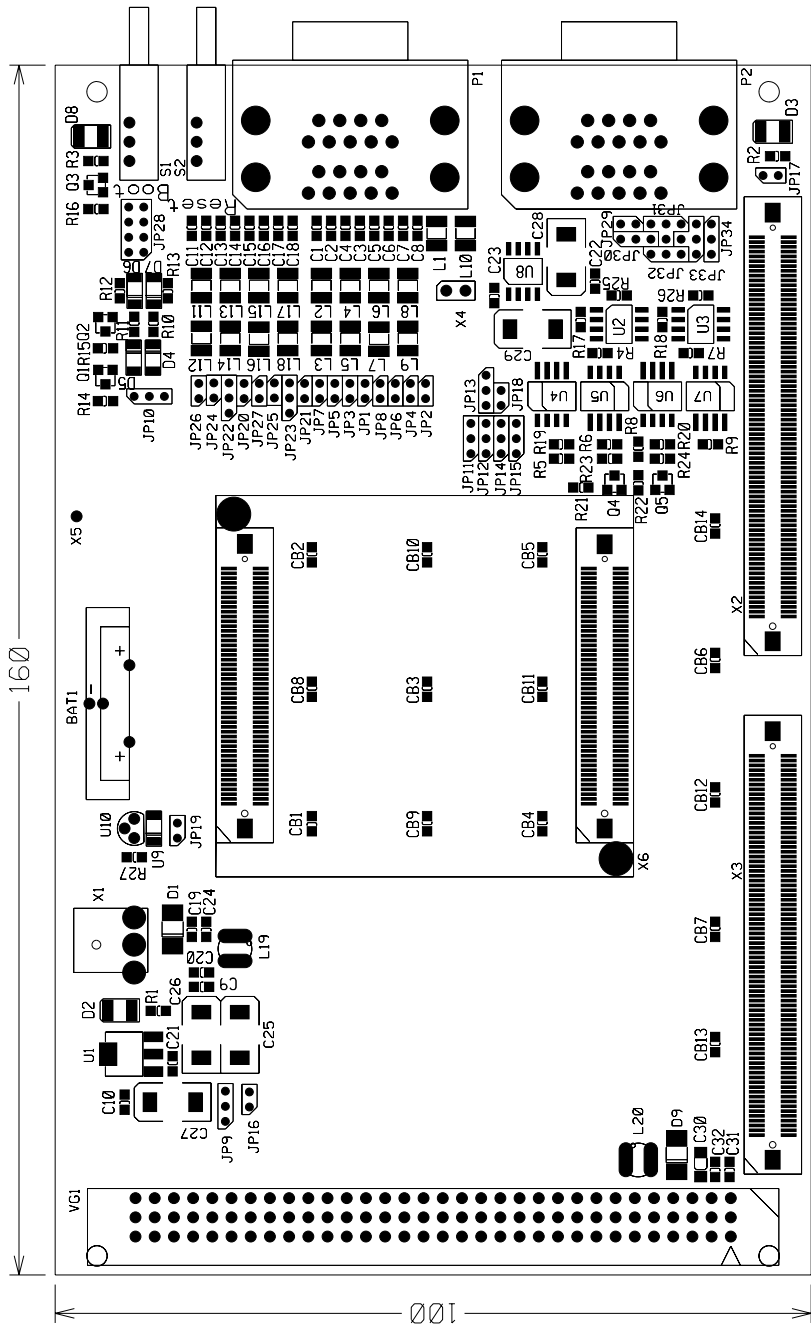 P1
P2
D8
D3
R3
S1
S2
R2
Q3
Boot
JP17
R16
Reset
JP28
C11
C12
C13
C14
C15
C16
C17
C18
C1
C2
C4
C3
C5
C6
C7
C8
L1
L10
C28
JP29
JP30
JP31
JP32
JP33
JP34
C23
U8
C22
R12
D6
D7
R13
X4
R25
R26
L11
L13
L15
L17
L2
L4
L6
L8
C29
R11
R10
R17
U2
R18
U3
Q2
R15
D4
R4
R7
L12
L14
L16
L18
L3
L5
L7
L9
Q1
D5
R14
JP10
JP26
JP24
JP22
JP20
JP27
JP25
JP23
JP21
JP7
JP5
JP3
JP1
JP8
JP6
JP4
JP2
JP13
JP18
U4
U5
U6
U7
JP11
JP12
JP14
JP15
R19
R5
R6
R23
R8
R20
R24
R9
R21
Q4
R22
Q5
X5
CB2
CB10
CB5
CB14
X2
160
BAT1
+
-
+
CB8
CB3
CB11
CB6
U10
U9
JP19
R27
CB1
CB9
CB4
CB12
X6
X3
X1
D1
C19
C24
L19
C20
C9
CB7
D2
R1
C26
U1
C21
C25
CB13
C10
C27
JP9
JP16
L20
D9
C30
C32
C31
VG1
100